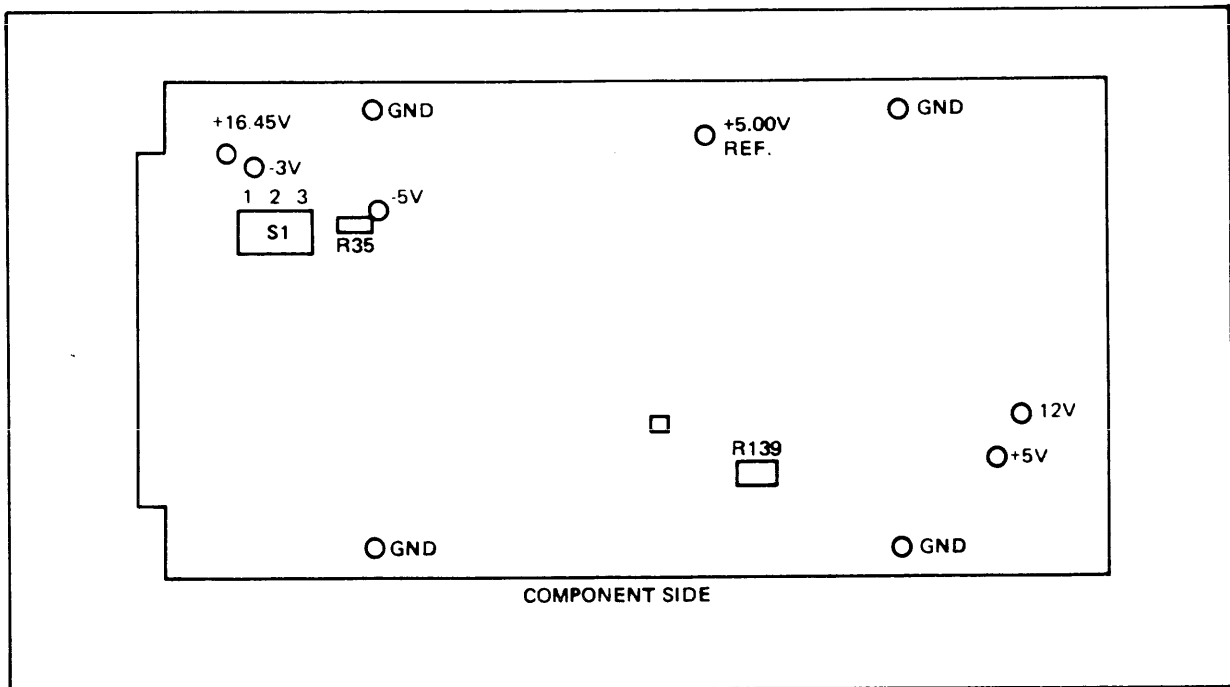 GND
GND
+16.45V
+5.00V
REF.
-3V
1 2 3
-5V
S1
R35
12V
R139
+5V
GND
GND
COMPONENT SIDE